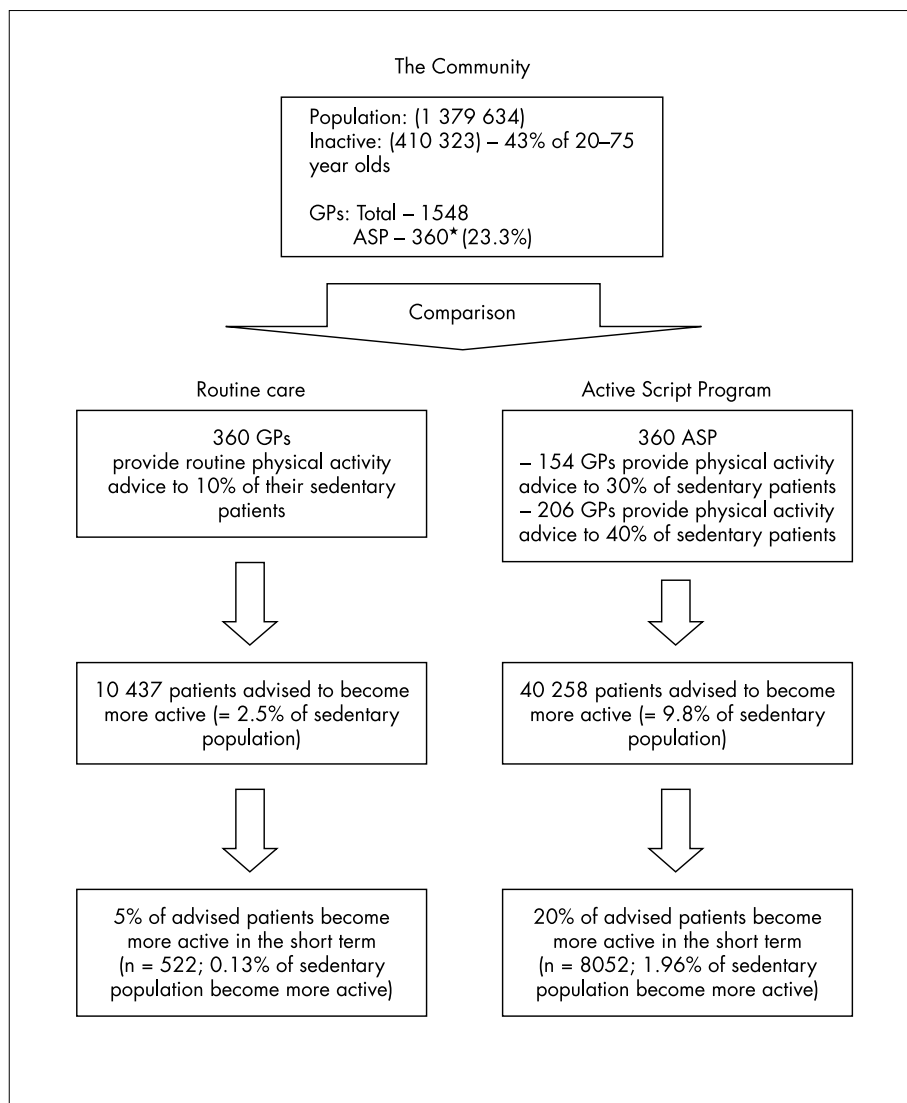 The Community
Population: (1 379 634)
Inactive: (410 323) – 43% of 20–75
year olds
GPs: Total – 1548
ASP – 360★ (23.3%)
Comparison
Routine care
360 GPs
provide routine physical activity
advice to 10% of their sedentary
patients
10 437 patients advised to become
more active (= 2.5% of sedentary
population)
5% of advised patients become
more active in the short term
(n = 522; 0.13% of sedentary
population become more active)
Active Script Program
360 ASP
– 154 GPs provide physical activity
advice to 30% of sedentary patients
– 206 GPs provide physical activity
advice to 40% of sedentary patients
40 258 patients advised to become
more active (= 9.8% of sedentary
population)
20% of advised patients become
more active in the short term
(n = 8052; 1.96% of sedentary
population become more active)